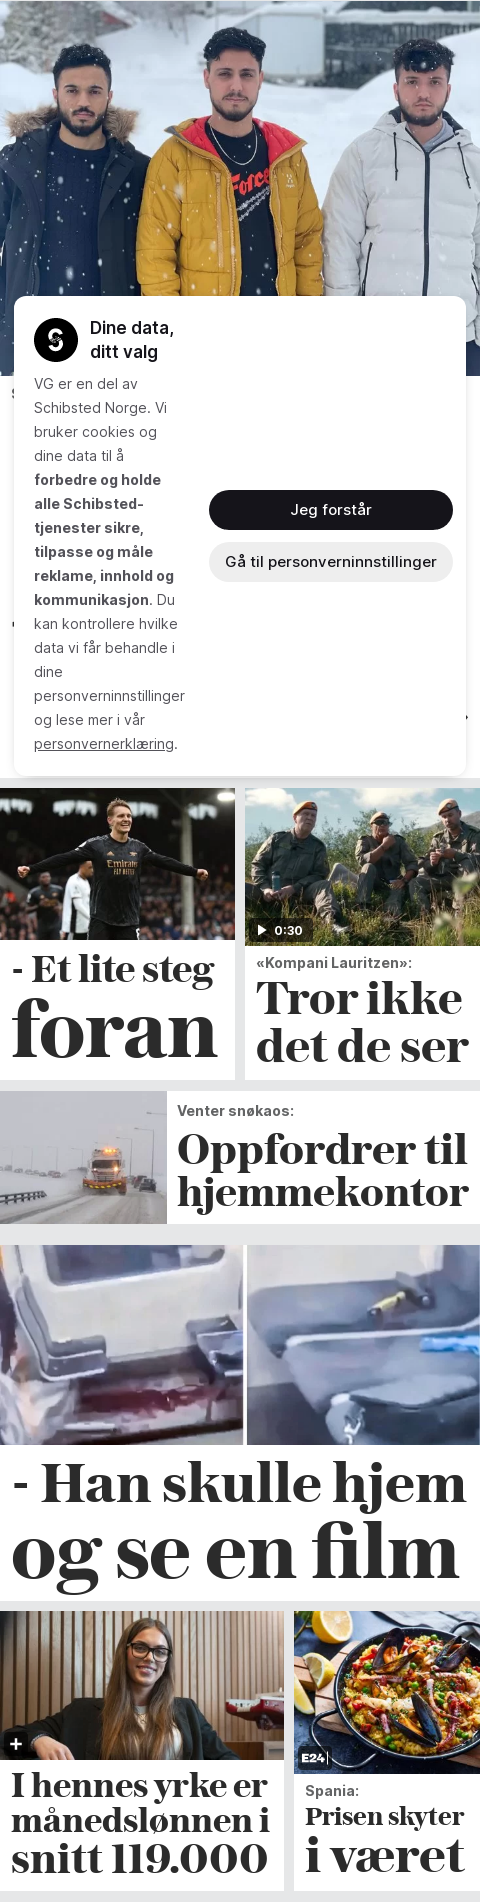 Force
Dine data,
ditt valg
VG er en del av
Schibsted Norge. Vi
bruker cookies og
dine data til å
forbedre og holde
alle Schibsted-
tjenester sikre,
tilpasse og måle
reklame, innhold og
kommunikasjon. Du
kan kontrollere hvilke
data vi får behandle i
dine
personverninnstillinger
og lese mer i vår
personvernerklæring.
Jeg forstår
Gå til personverninnstillinger
Emirates
FLY BETTER
- Et lite steg
foran
0:30
«Kompani Lauritzen»:
Tror ikke
det de ser
Venter snøkaos:
Oppfordrer til
hjemmekontor
- Han skulle hjem
og se en film
I hennes yrke er
månedslønnen i
snitt 119.000
E24
Spania:
Prisen skyter
i været